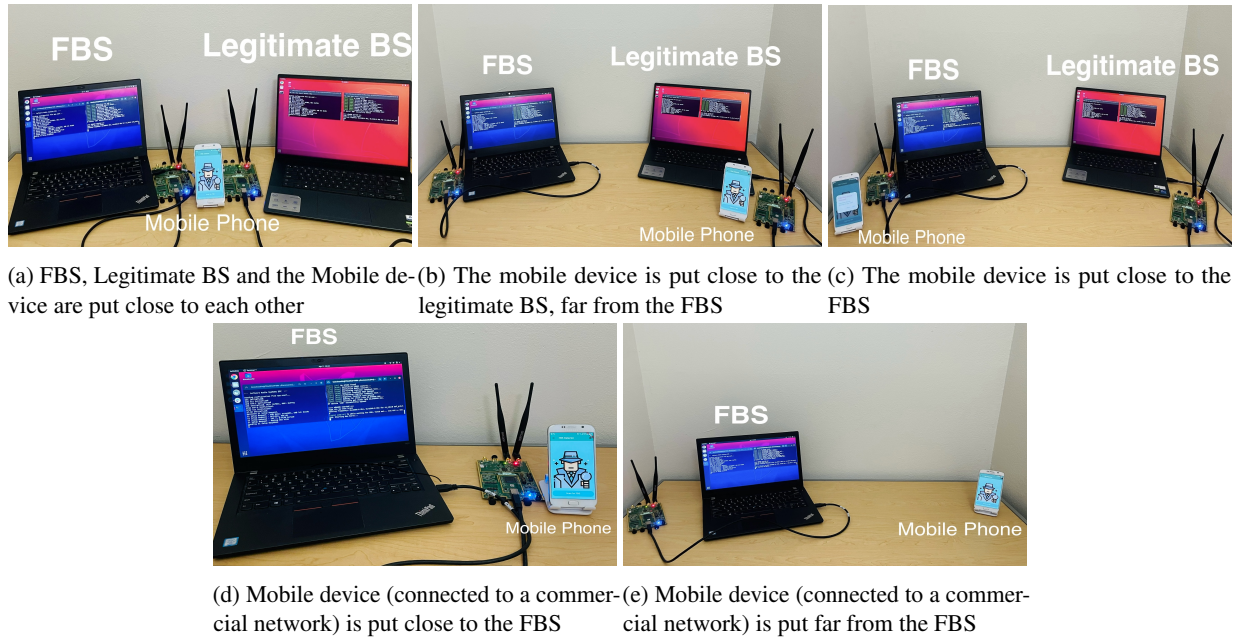 FBS
Legitimate BS
Mobile Phone
FBS
Legitimate BS
Mobile Phone
FBS
Legitimate BS
Mobile Phone
(a) FBS, Legitimate BS and the Mobile de-
vice are put close to each other
(b) The mobile device is put close to the
legitimate BS, far from the FBS
(c) The mobile device is put close to the
FBS
FBS
ThinkPad
Mobile Phone
FBS
Mobile Phone
(d) Mobile device (connected to a commer-
cial network) is put close to the FBS
(e) Mobile device (connected to a commer-
cial network) is put far from the FBS